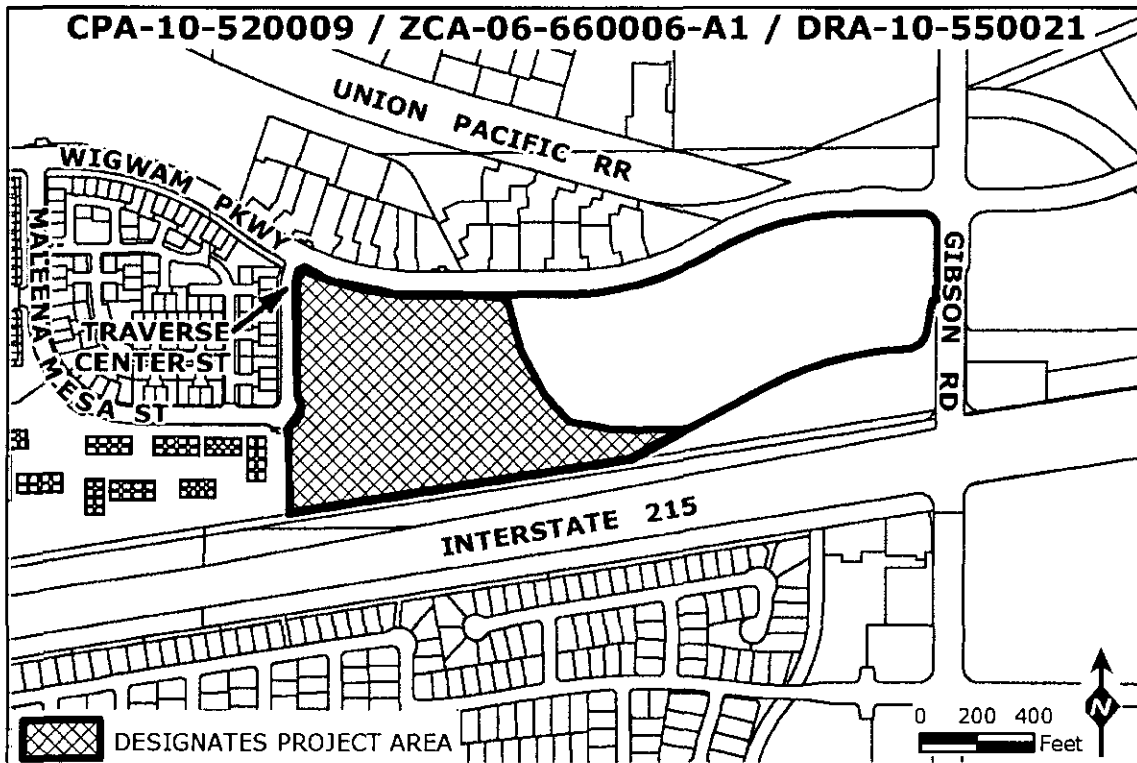 CPA-10-520009 / ZCA-06-660006-A1 / DRA-10-550021
UNION PACIFIC RR
WIGWAM PKWY
MALEENA MESA ST
TRAVERSE
CENTER ST
GIBSON RD
INTERSTATE 215
DESIGNATES PROJECT AREA
0 200 400
Feet
N